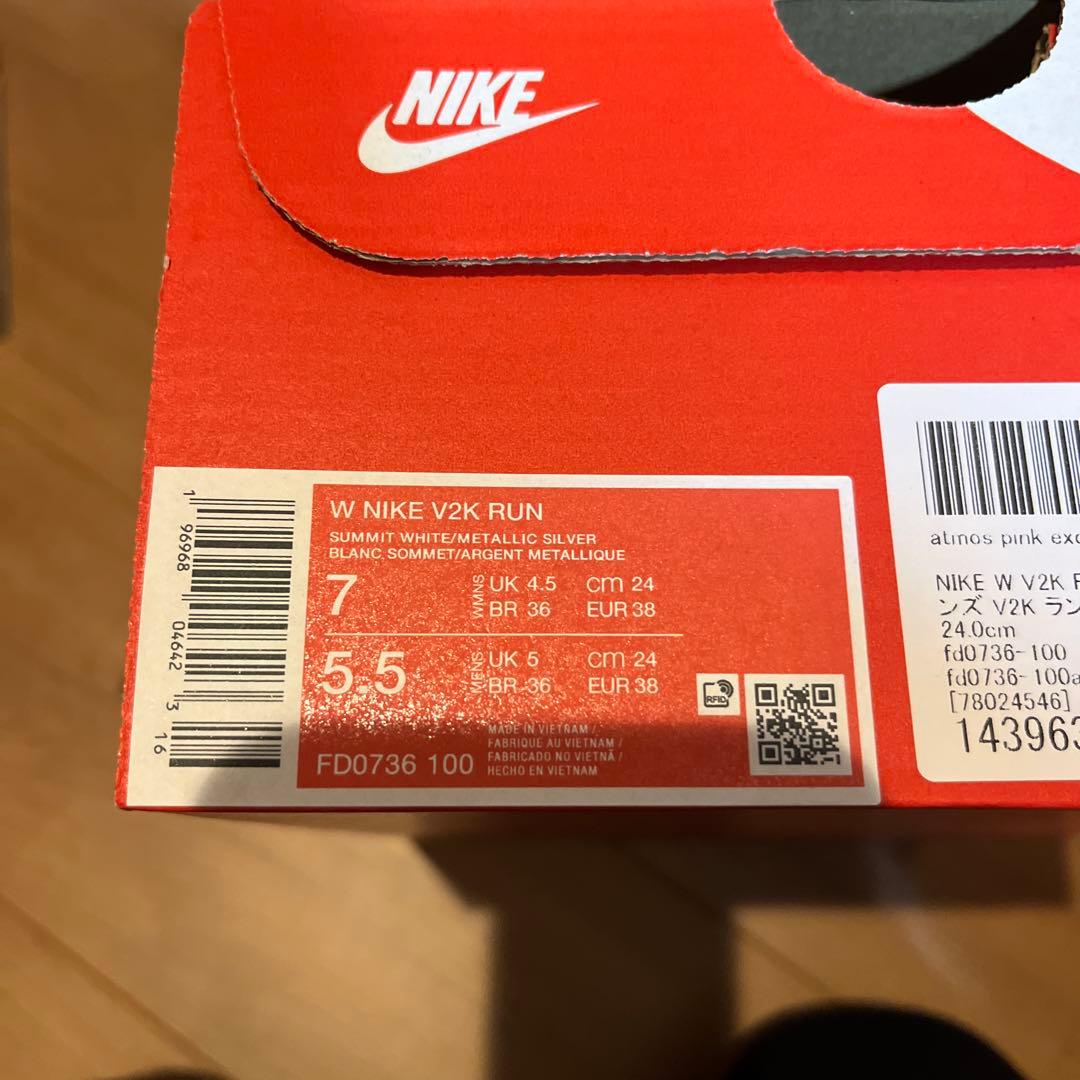 NIKE
W NIKE V2K RUN
SUMMIT WHITE/METALLIC SILVER
BLANC SOMMET/ARGENT METALLIQUE
7 WMNS UK 4.5 cm 24
BR 36 EUR 38
5.5 MENS UK 5 cm 24
BR 36 EUR 38
RFID
MADE IN VIETNAM /
FABRIQUE AU VIETNAM /
FABRICADO NO VIETNÃ /
HECHO EN VIETNAM
FD0736 100
1 96968 04642 3 16
atmos pink
NIKE W V2K
ンズ V2K ラン
24.0cm
fd0736-100
fd0736-100a
[78024546]
143963